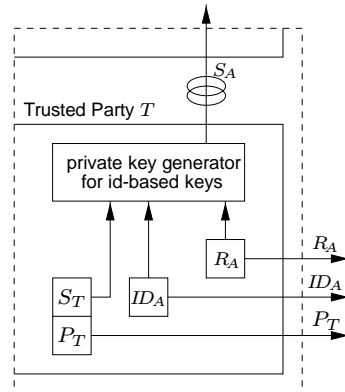 S_A
Trusted Party T
private key generator
for id-based keys
R_A
R_A
ID_A
S_T
ID_A
P_T
P_T